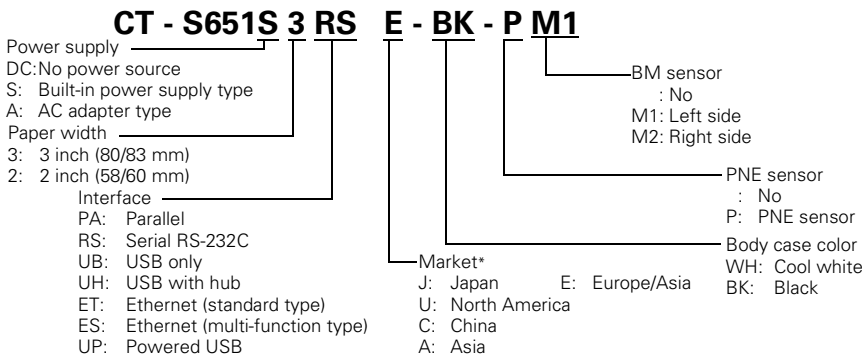 CT - S651S 3 RS E - BK - P M1
Power supply
DC:No power source
S: Built-in power supply type
A: AC adapter type
Paper width
3: 3 inch (80/83 mm)
2: 2 inch (58/60 mm)
Interface
PA: Parallel
RS: Serial RS-232C
UB: USB only
UH: USB with hub
ET: Ethernet (standard type)
ES: Ethernet (multi-function type)
UP: Powered USB
Market*
J: Japan E: Europe/Asia
U: North America
C: China
A: Asia
BM sensor
: No
M1: Left side
M2: Right side
PNE sensor
: No
P: PNE sensor
Body case color
WH: Cool white
BK: Black